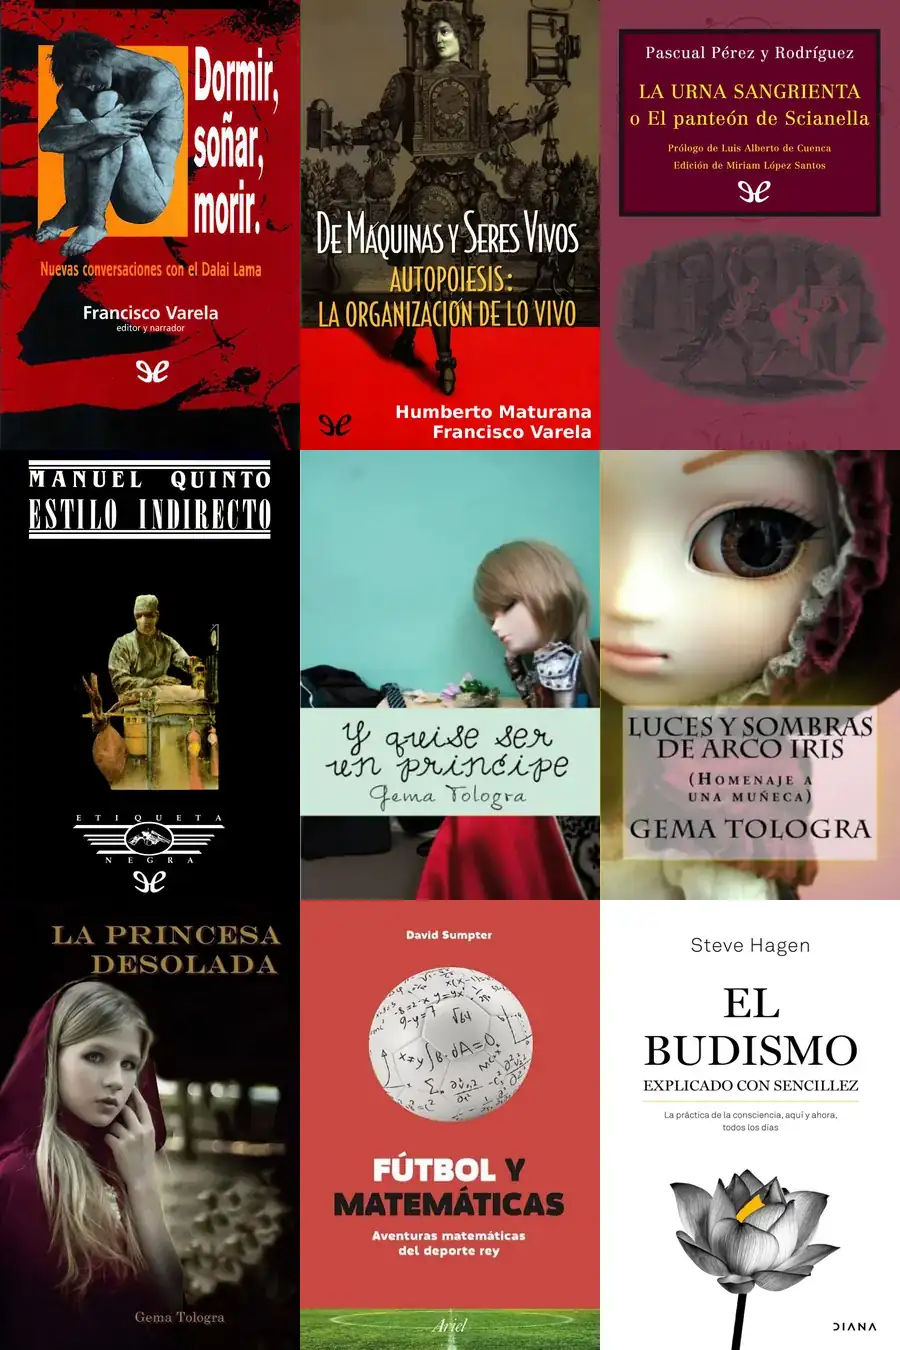 Dormir,
soñar,
morir.
Nuevas conversaciones con el Dalai Lama
Francisco Varela
editor y narrador
DE MÁQUINAS Y SERES VIVOS
AUTOPOIESIS:
LA ORGANIZACIÓN DE LO VIVO
Humberto Maturana
Francisco Varela
Pascual Pérez y Rodríguez
LA URNA SANGRIENTA
o El panteón de Scianella
Prólogo de Luis Alberto de Cuenca
Edición de Miriam López Santos
MANUEL QUINTO
ESTILO INDIRECTO
ETIQUETA
NEGRA
Y quise ser
un príncipe
Gema Tologra
LUCES Y SOMBRAS
DE ARCO IRIS
(HOMENAJE A
UNA MUÑECA)
GEMA TOLOGRA
LA PRINCESA
DESOLADA
Gema Tologra
David Sumpter
FÚTBOL Y
MATEMÁTICAS
Aventuras matemáticas
del deporte rey
Ariel
Steve Hagen
EL
BUDISMO
EXPLICADO CON SENCILLEZ
La práctica de la consciencia, aquí y ahora,
todos los días
DIANA